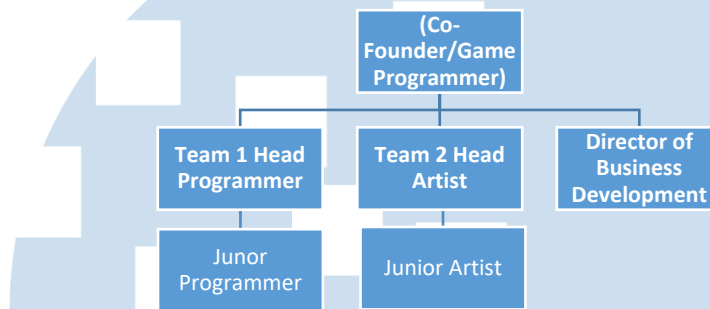 (Co-
Founder/Game
Programmer)
Team 1 Head
Programmer
Team 2 Head
Artist
Director of
Business
Development
Junor
Programmer
Junior Artist